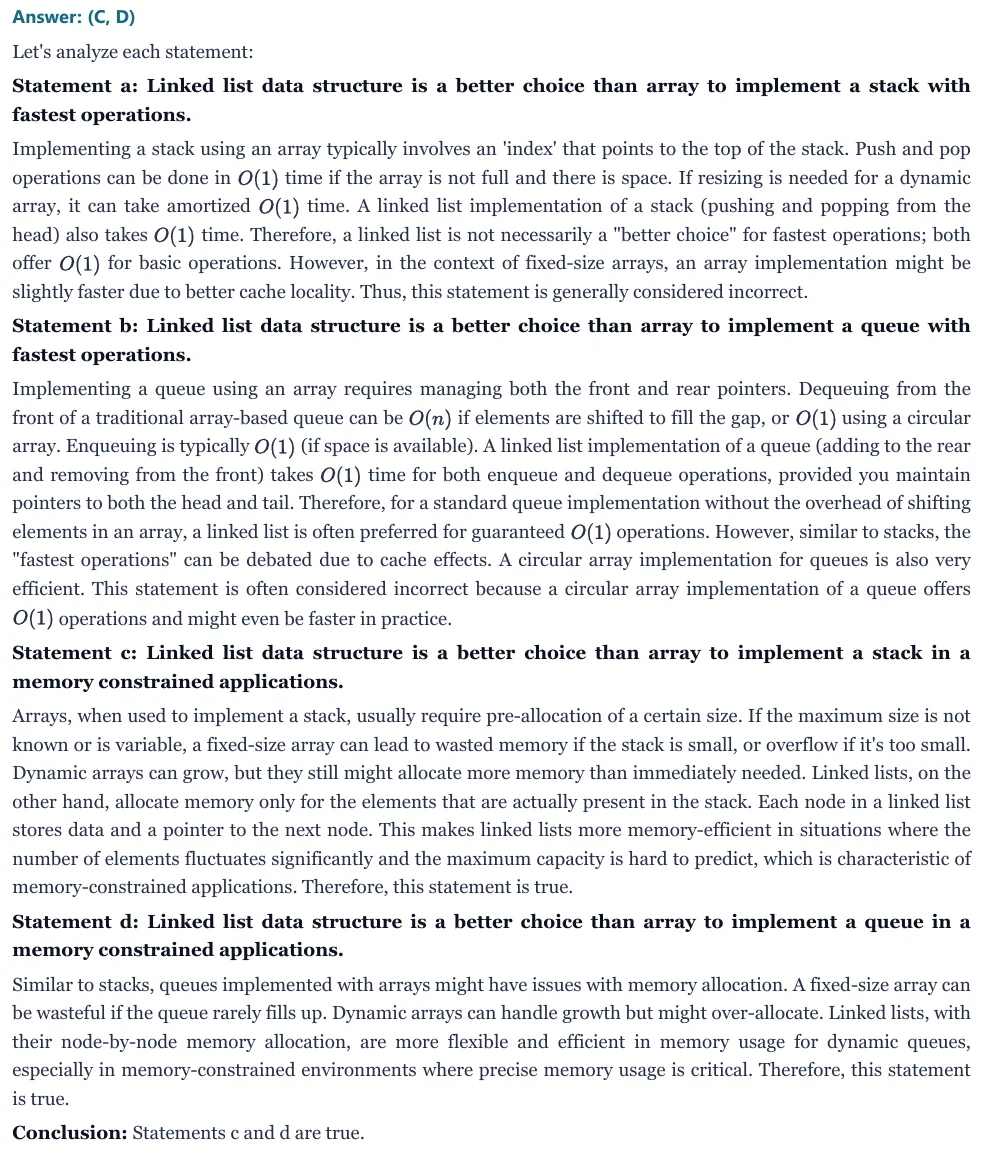 Answer: (C, D)
Let's analyze each statement:
Statement a: Linked list data structure is a better choice than array to implement a stack with
fastest operations.
Implementing a stack using an array typically involves an 'index' that points to the top of the stack. Push and pop
operations can be done in O(1) time if the array is not full and there is space. If resizing is needed for a dynamic
array, it can take amortized O(1) time. A linked list implementation of a stack (pushing and popping from the
head) also takes O(1) time. Therefore, a linked list is not necessarily a "better choice" for fastest operations; both
offer O(1) for basic operations. However, in the context of fixed-size arrays, an array implementation might be
slightly faster due to better cache locality. Thus, this statement is generally considered incorrect.
Statement b: Linked list data structure is a better choice than array to implement a queue with
fastest operations.
Implementing a queue using an array requires managing both the front and rear pointers. Dequeuing from the
front of a traditional array-based queue can be O(n) if elements are shifted to fill the gap, or O(1) using a circular
array. Enqueuing is typically O(1) (if space is available). A linked list implementation of a queue (adding to the rear
and removing from the front) takes O(1) time for both enqueue and dequeue operations, provided you maintain
pointers to both the head and tail. Therefore, for a standard queue implementation without the overhead of shifting
elements in an array, a linked list is often preferred for guaranteed O(1) operations. However, similar to stacks, the
"fastest operations" can be debated due to cache effects. A circular array implementation for queues is also very
efficient. This statement is often considered incorrect because a circular array implementation of a queue offers
O(1) operations and might even be faster in practice.
Statement c: Linked list data structure is a better choice than array to implement a stack in a
memory constrained applications.
Arrays, when used to implement a stack, usually require pre-allocation of a certain size. If the maximum size is not
known or is variable, a fixed-size array can lead to wasted memory if the stack is small, or overflow if it's too small.
Dynamic arrays can grow, but they still might allocate more memory than immediately needed. Linked lists, on the
other hand, allocate memory only for the elements that are actually present in the stack. Each node in a linked list
stores data and a pointer to the next node. This makes linked lists more memory-efficient in situations where the
number of elements fluctuates significantly and the maximum capacity is hard to predict, which is characteristic of
memory-constrained applications. Therefore, this statement is true.
Statement d: Linked list data structure is a better choice than array to implement a queue in a
memory constrained applications.
Similar to stacks, queues implemented with arrays might have issues with memory allocation. A fixed-size array can
be wasteful if the queue rarely fills up. Dynamic arrays can handle growth but might over-allocate. Linked lists, with
their node-by-node memory allocation, are more flexible and efficient in memory usage for dynamic queues,
especially in memory-constrained environments where precise memory usage is critical. Therefore, this statement
is true.
Conclusion: Statements c and d are true.